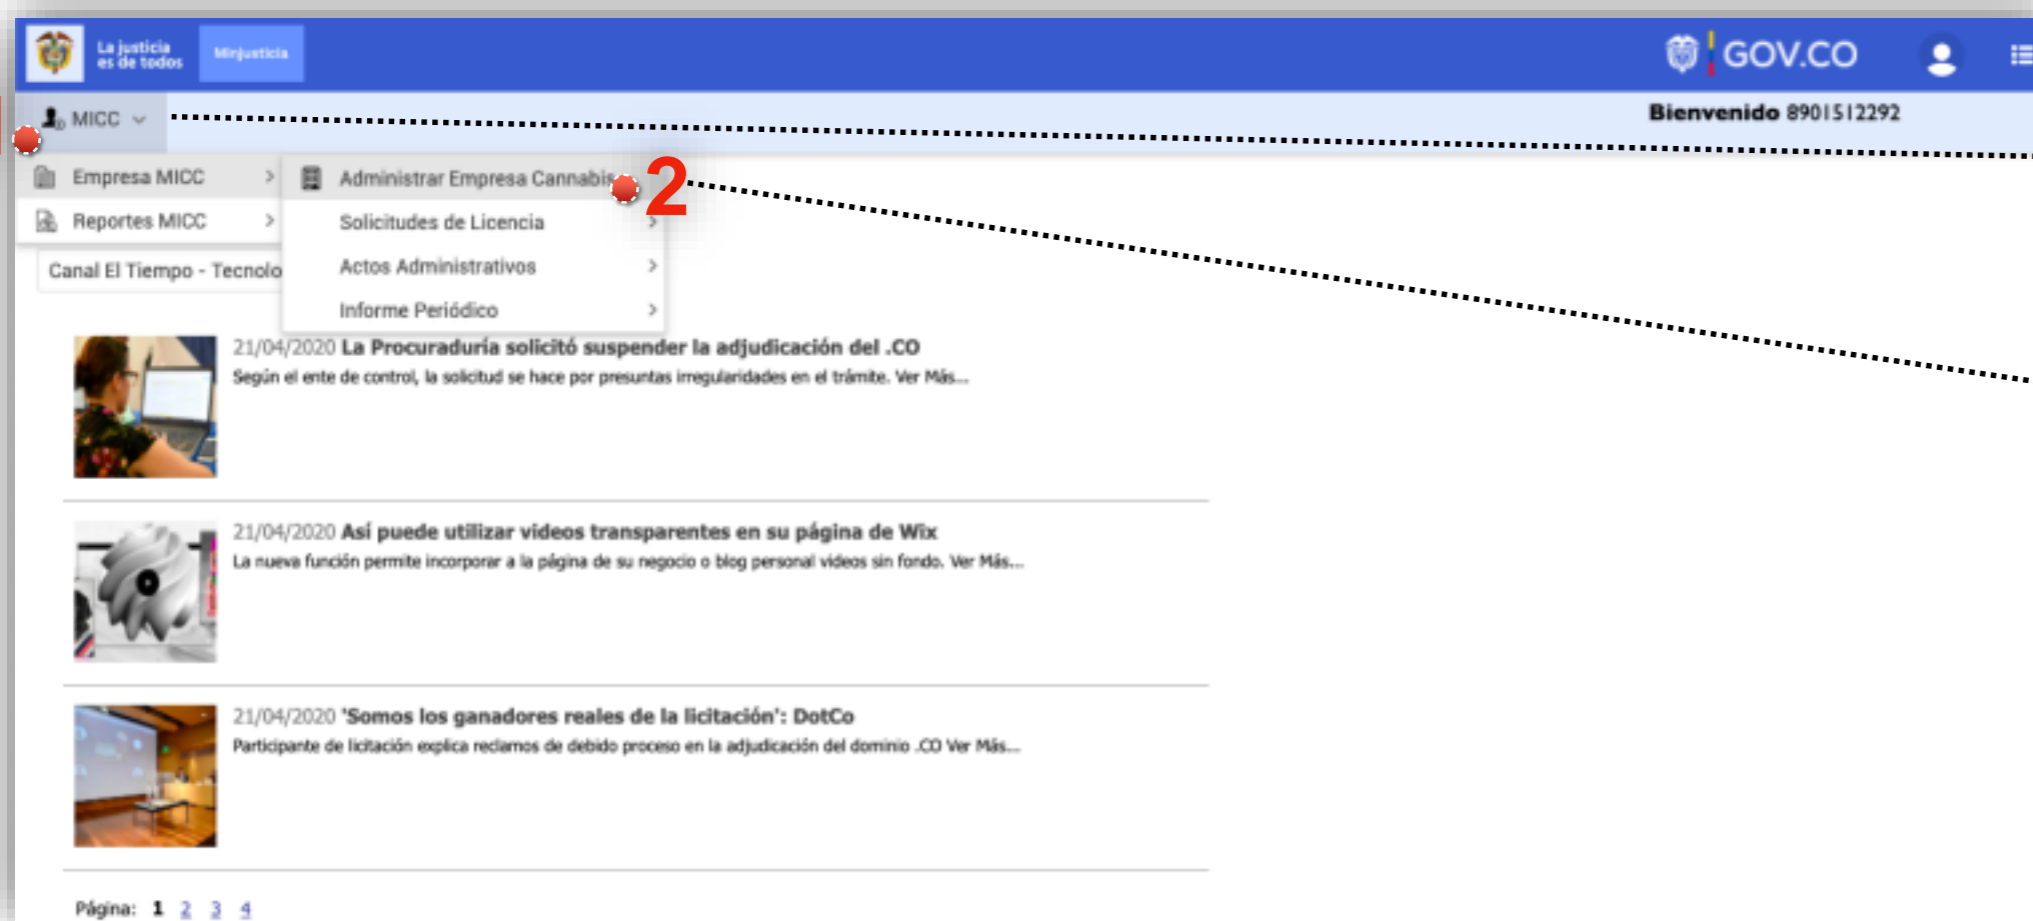 La justicia
es de todos
Minjusticia
GOV.CO
MICC
Bienvenido 8901512292
Empresa MICC
Administrar Empresa Cannabis
2
Reportes MICC
Solicitudes de Licencia
Canal El Tiempo - Tecnolo
Actos Administrativos
Informe Periódico
21/04/2020 La Procuraduría solicitó suspender la adjudicación del .CO
Según el ente de control, la solicitud se hace por presuntas irregularidades en el trámite. Ver Más...
21/04/2020 Así puede utilizar videos transparentes en su página de Wix
La nueva función permite incorporar a la página de su negocio o blog personal videos sin fondo. Ver Más...
21/04/2020 'Somos los ganadores reales de la licitación': DotCo
Participante de licitación explica reclamos de debido proceso en la adjudicación del dominio .CO Ver Más...
Página: 1 2 3 4